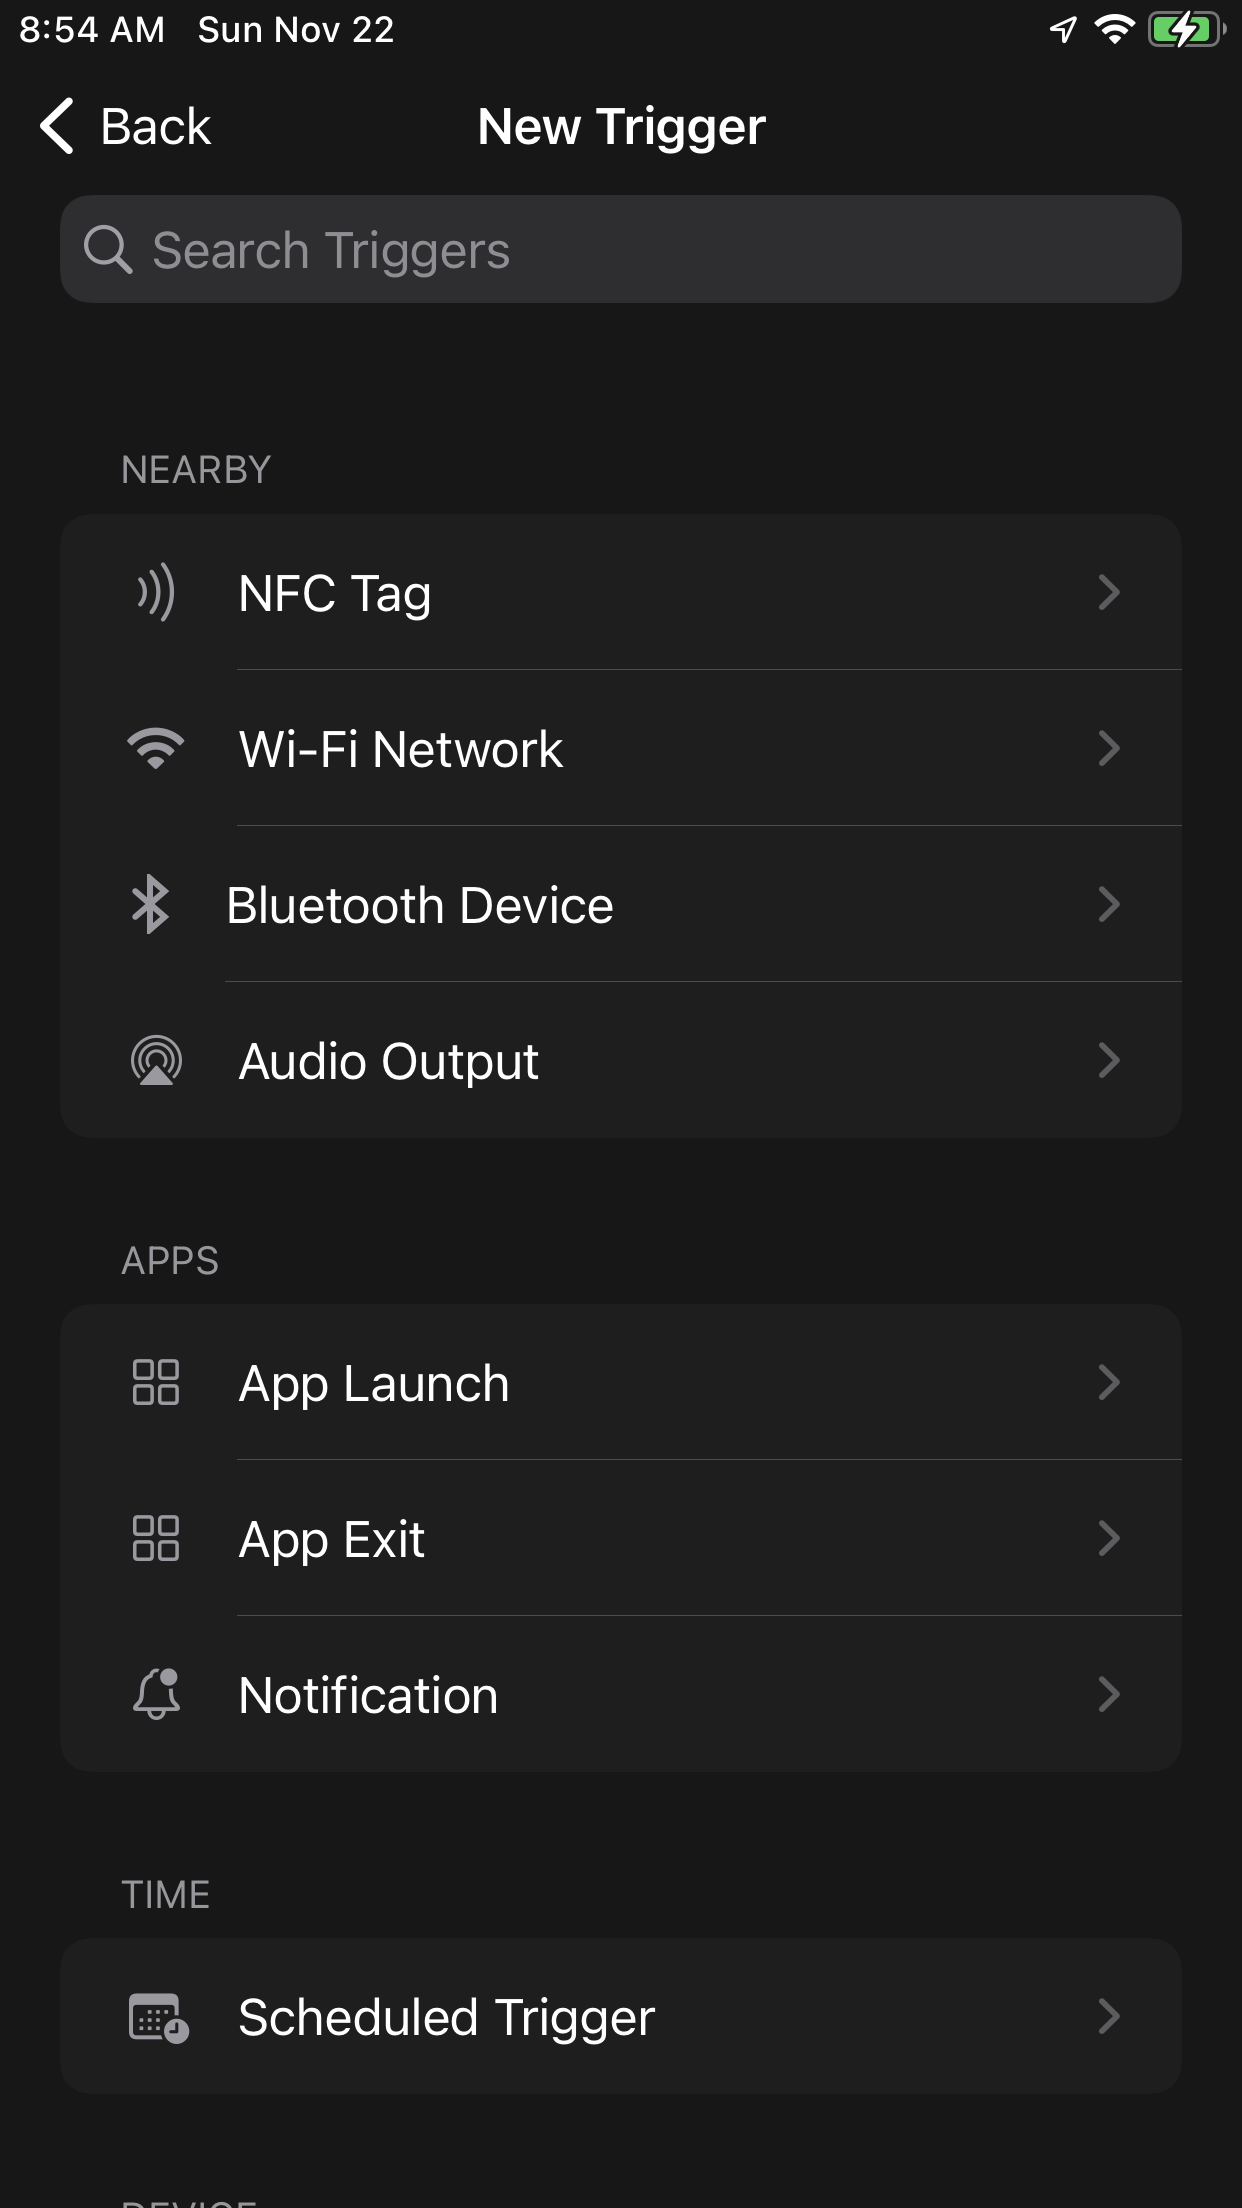 8:54 AM Sun Nov 22
Back
New Trigger
Search Triggers
NEARBY
NFC Tag
Wi-Fi Network
Bluetooth Device
Audio Output
APPS
App Launch
App Exit
Notification
TIME
Scheduled Trigger
DEVICE